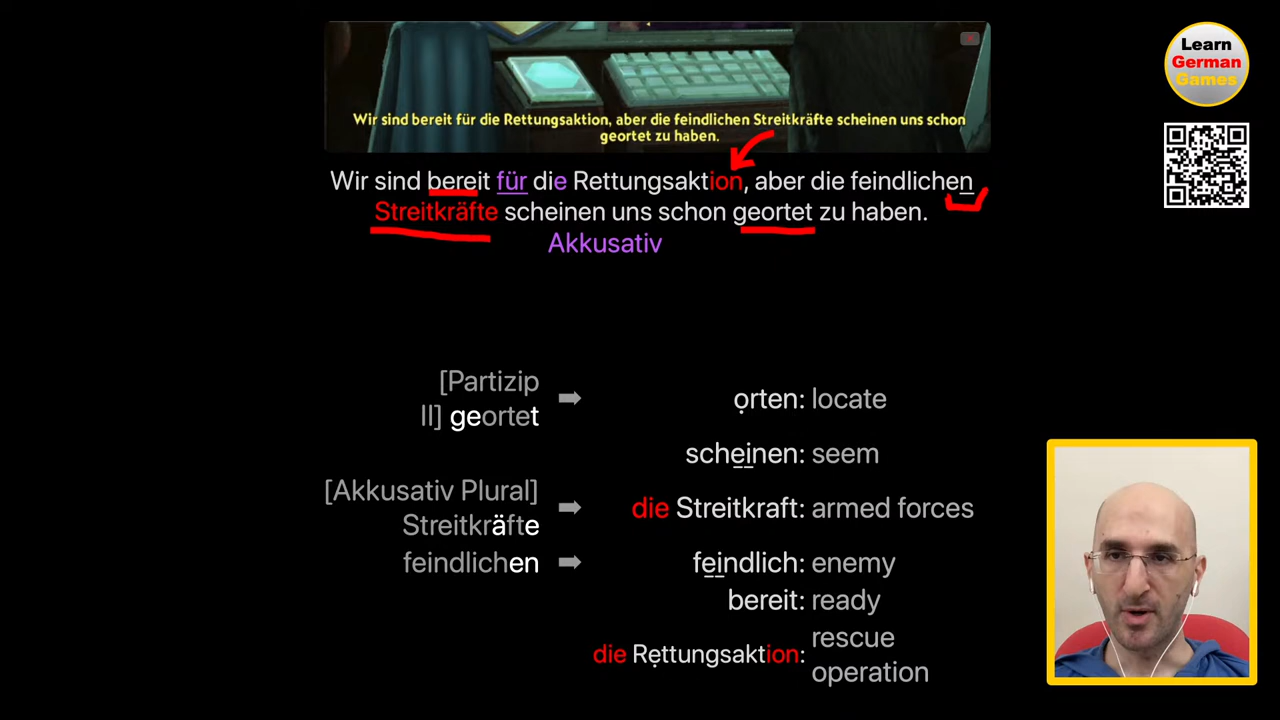 Wir sind bereit für die Rettungsaktion, aber die feindlichen Streitkräfte scheinen uns schon
geortet zu haben.
Wir sind bereit für die Rettungsaktion, aber die feindlichen
Streitkräfte scheinen uns schon geortet zu haben.
Akkusativ
[Partizip
II] geortet ➡ orten: locate
scheinen: seem
[Akkusativ Plural]
Streitkräfte ➡ die Streitkraft: armed forces
feindlichen ➡ feindlich: enemy
bereit: ready
die Rettungsaktion: rescue
operation
Learn
German
Games